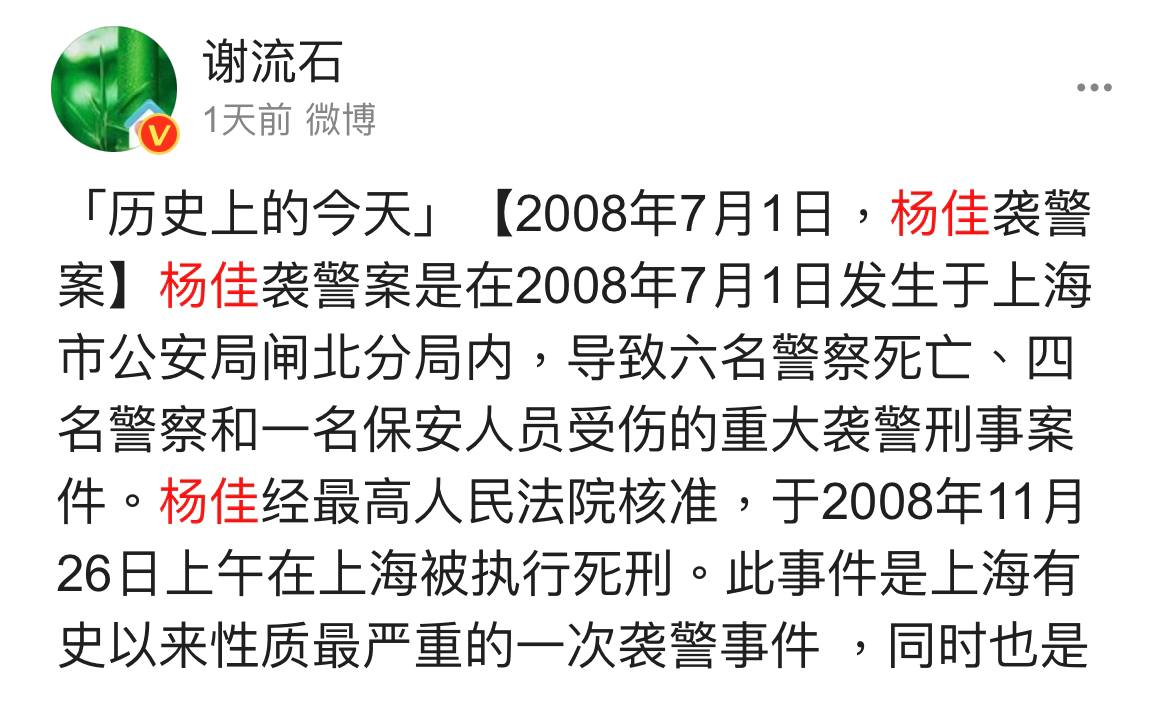 谢流石
1天前 微博
V
「历史上的今天」【2008年7月1日，杨佳袭警
案】杨佳袭警案是在2008年7月1日发生于上海
市公安局闸北分局内，导致六名警察死亡、四
名警察和一名保安人员受伤的重大袭警刑事案
件。杨佳经最高人民法院核准，于2008年11月
26日上午在上海被执行死刑。此事件是上海有
史以来性质最严重的一次袭警事件 ，同时也是